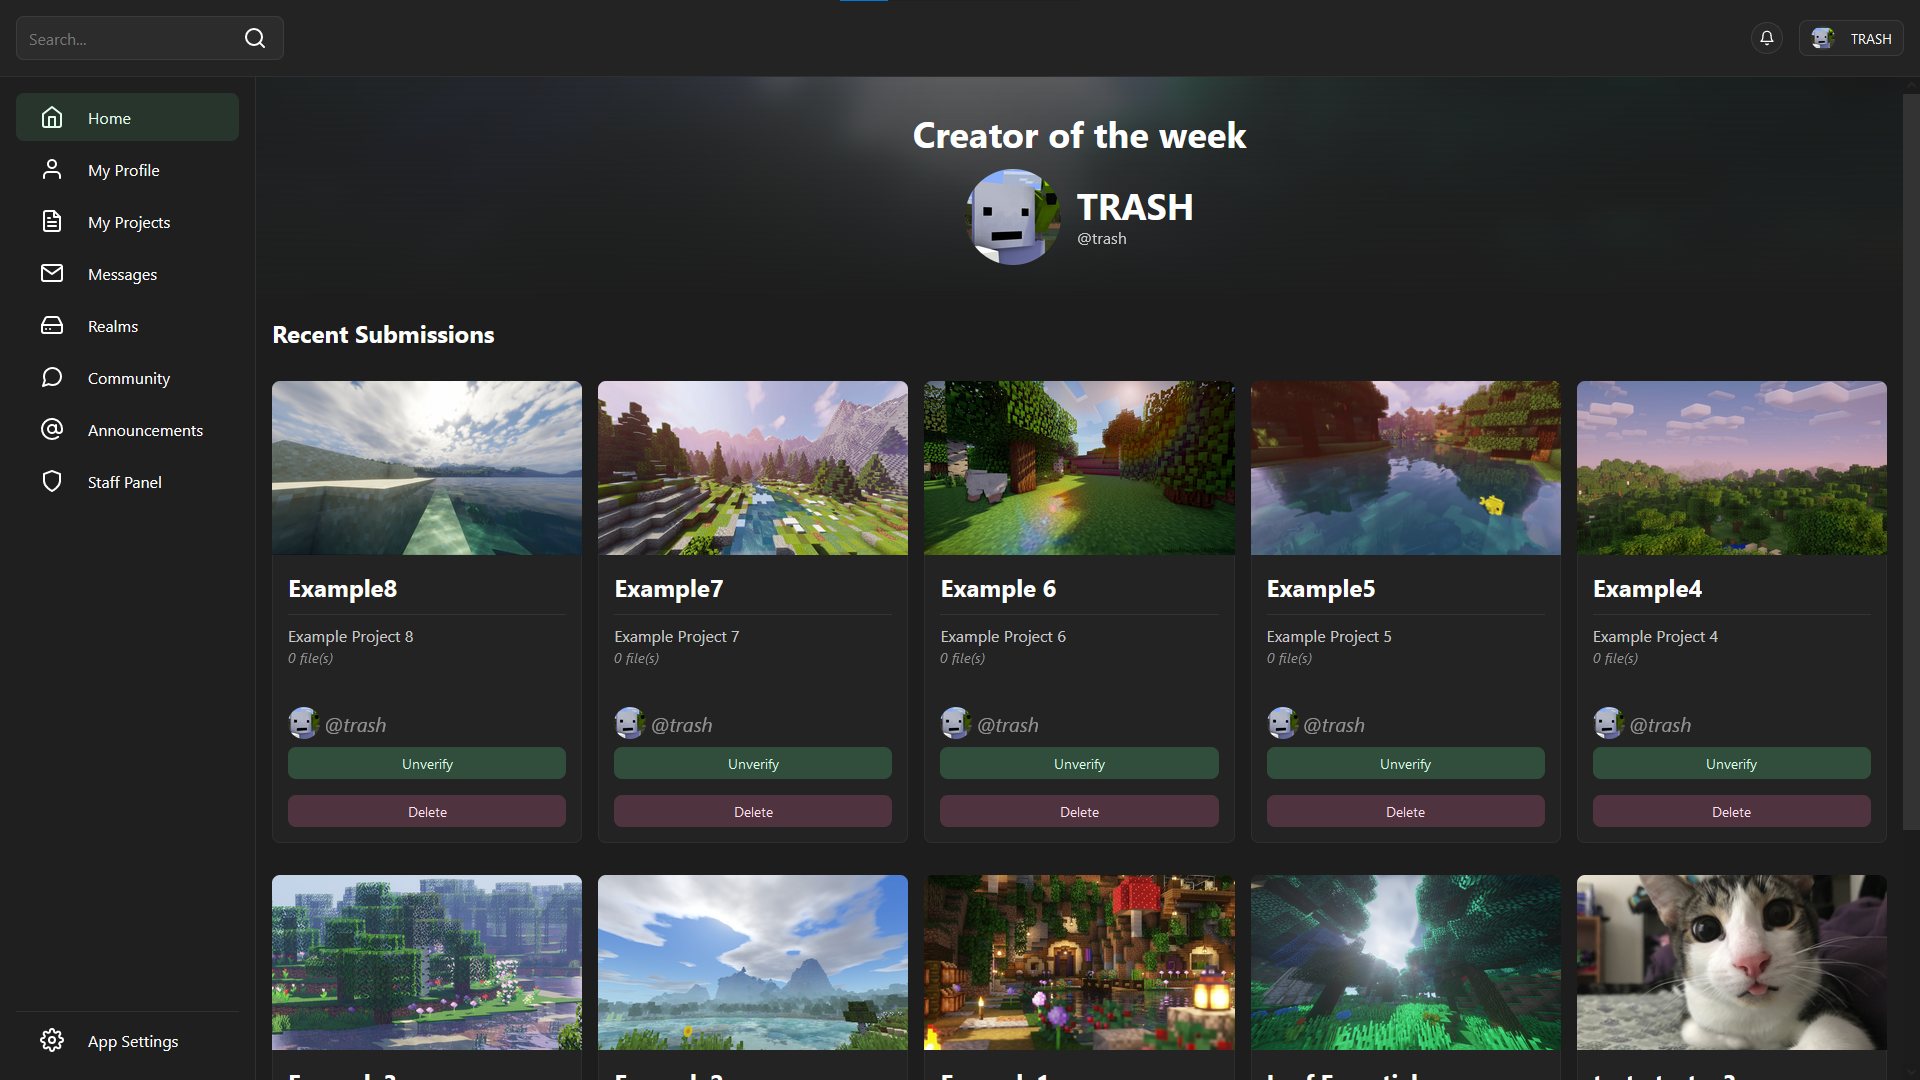 Search...
TRASH
Home
My Profile
My Projects
Messages
Realms
Community
Announcements
Staff Panel
App Settings
Creator of the week
TRASH
@trash
Recent Submissions
Example8
Example Project 8
0 file(s)
@trash
Unverify
Delete
Example7
Example Project 7
0 file(s)
@trash
Unverify
Delete
Example 6
Example Project 6
0 file(s)
@trash
Unverify
Delete
Example5
Example Project 5
0 file(s)
@trash
Unverify
Delete
Example4
Example Project 4
0 file(s)
@trash
Unverify
Delete